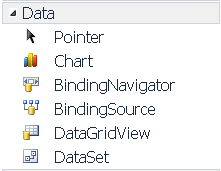 Data
Pointer
Chart
BindingNavigator
BindingSource
DataGridView
DataSet